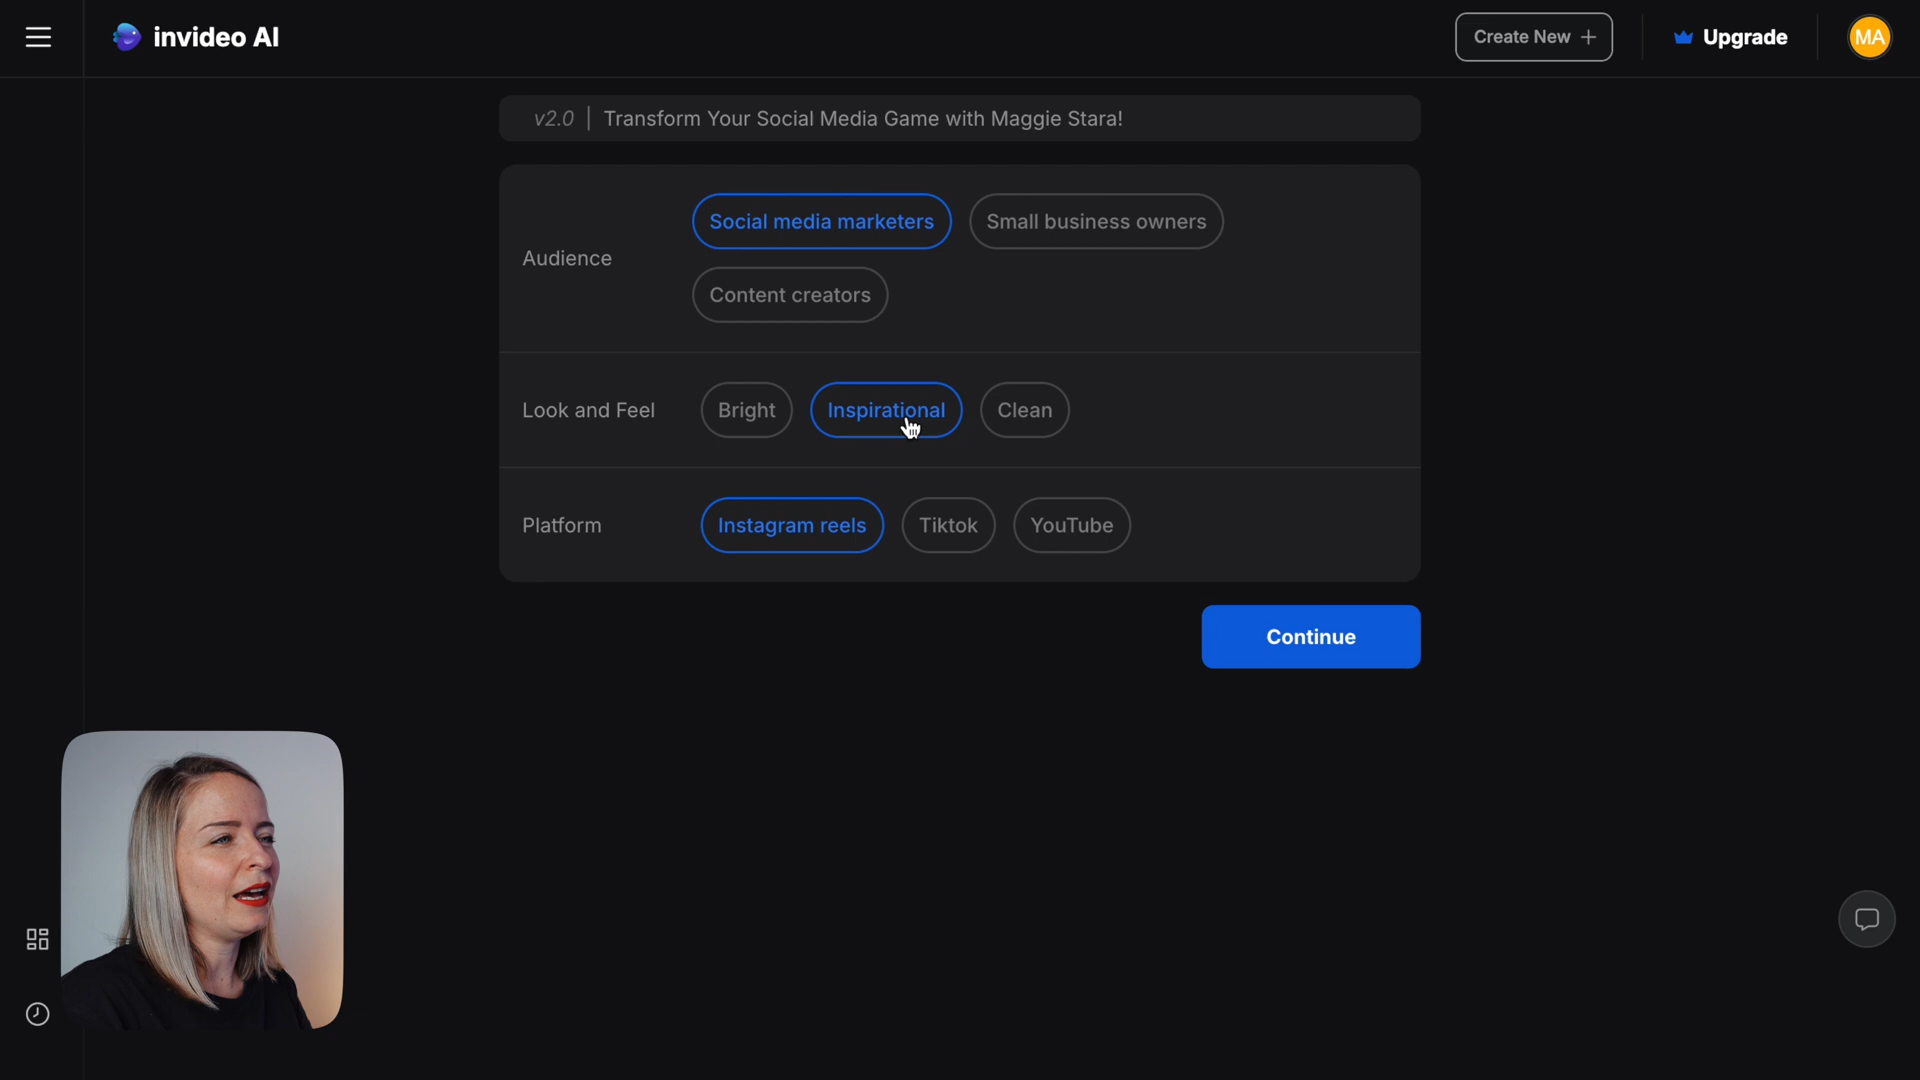 invideo AI
Create New +
Upgrade
MA
v2.0 | Transform Your Social Media Game with Maggie Stara!
Audience
Social media marketers
Small business owners
Content creators
Look and Feel
Bright
Inspirational
Clean
Platform
Instagram reels
Tiktok
YouTube
Continue